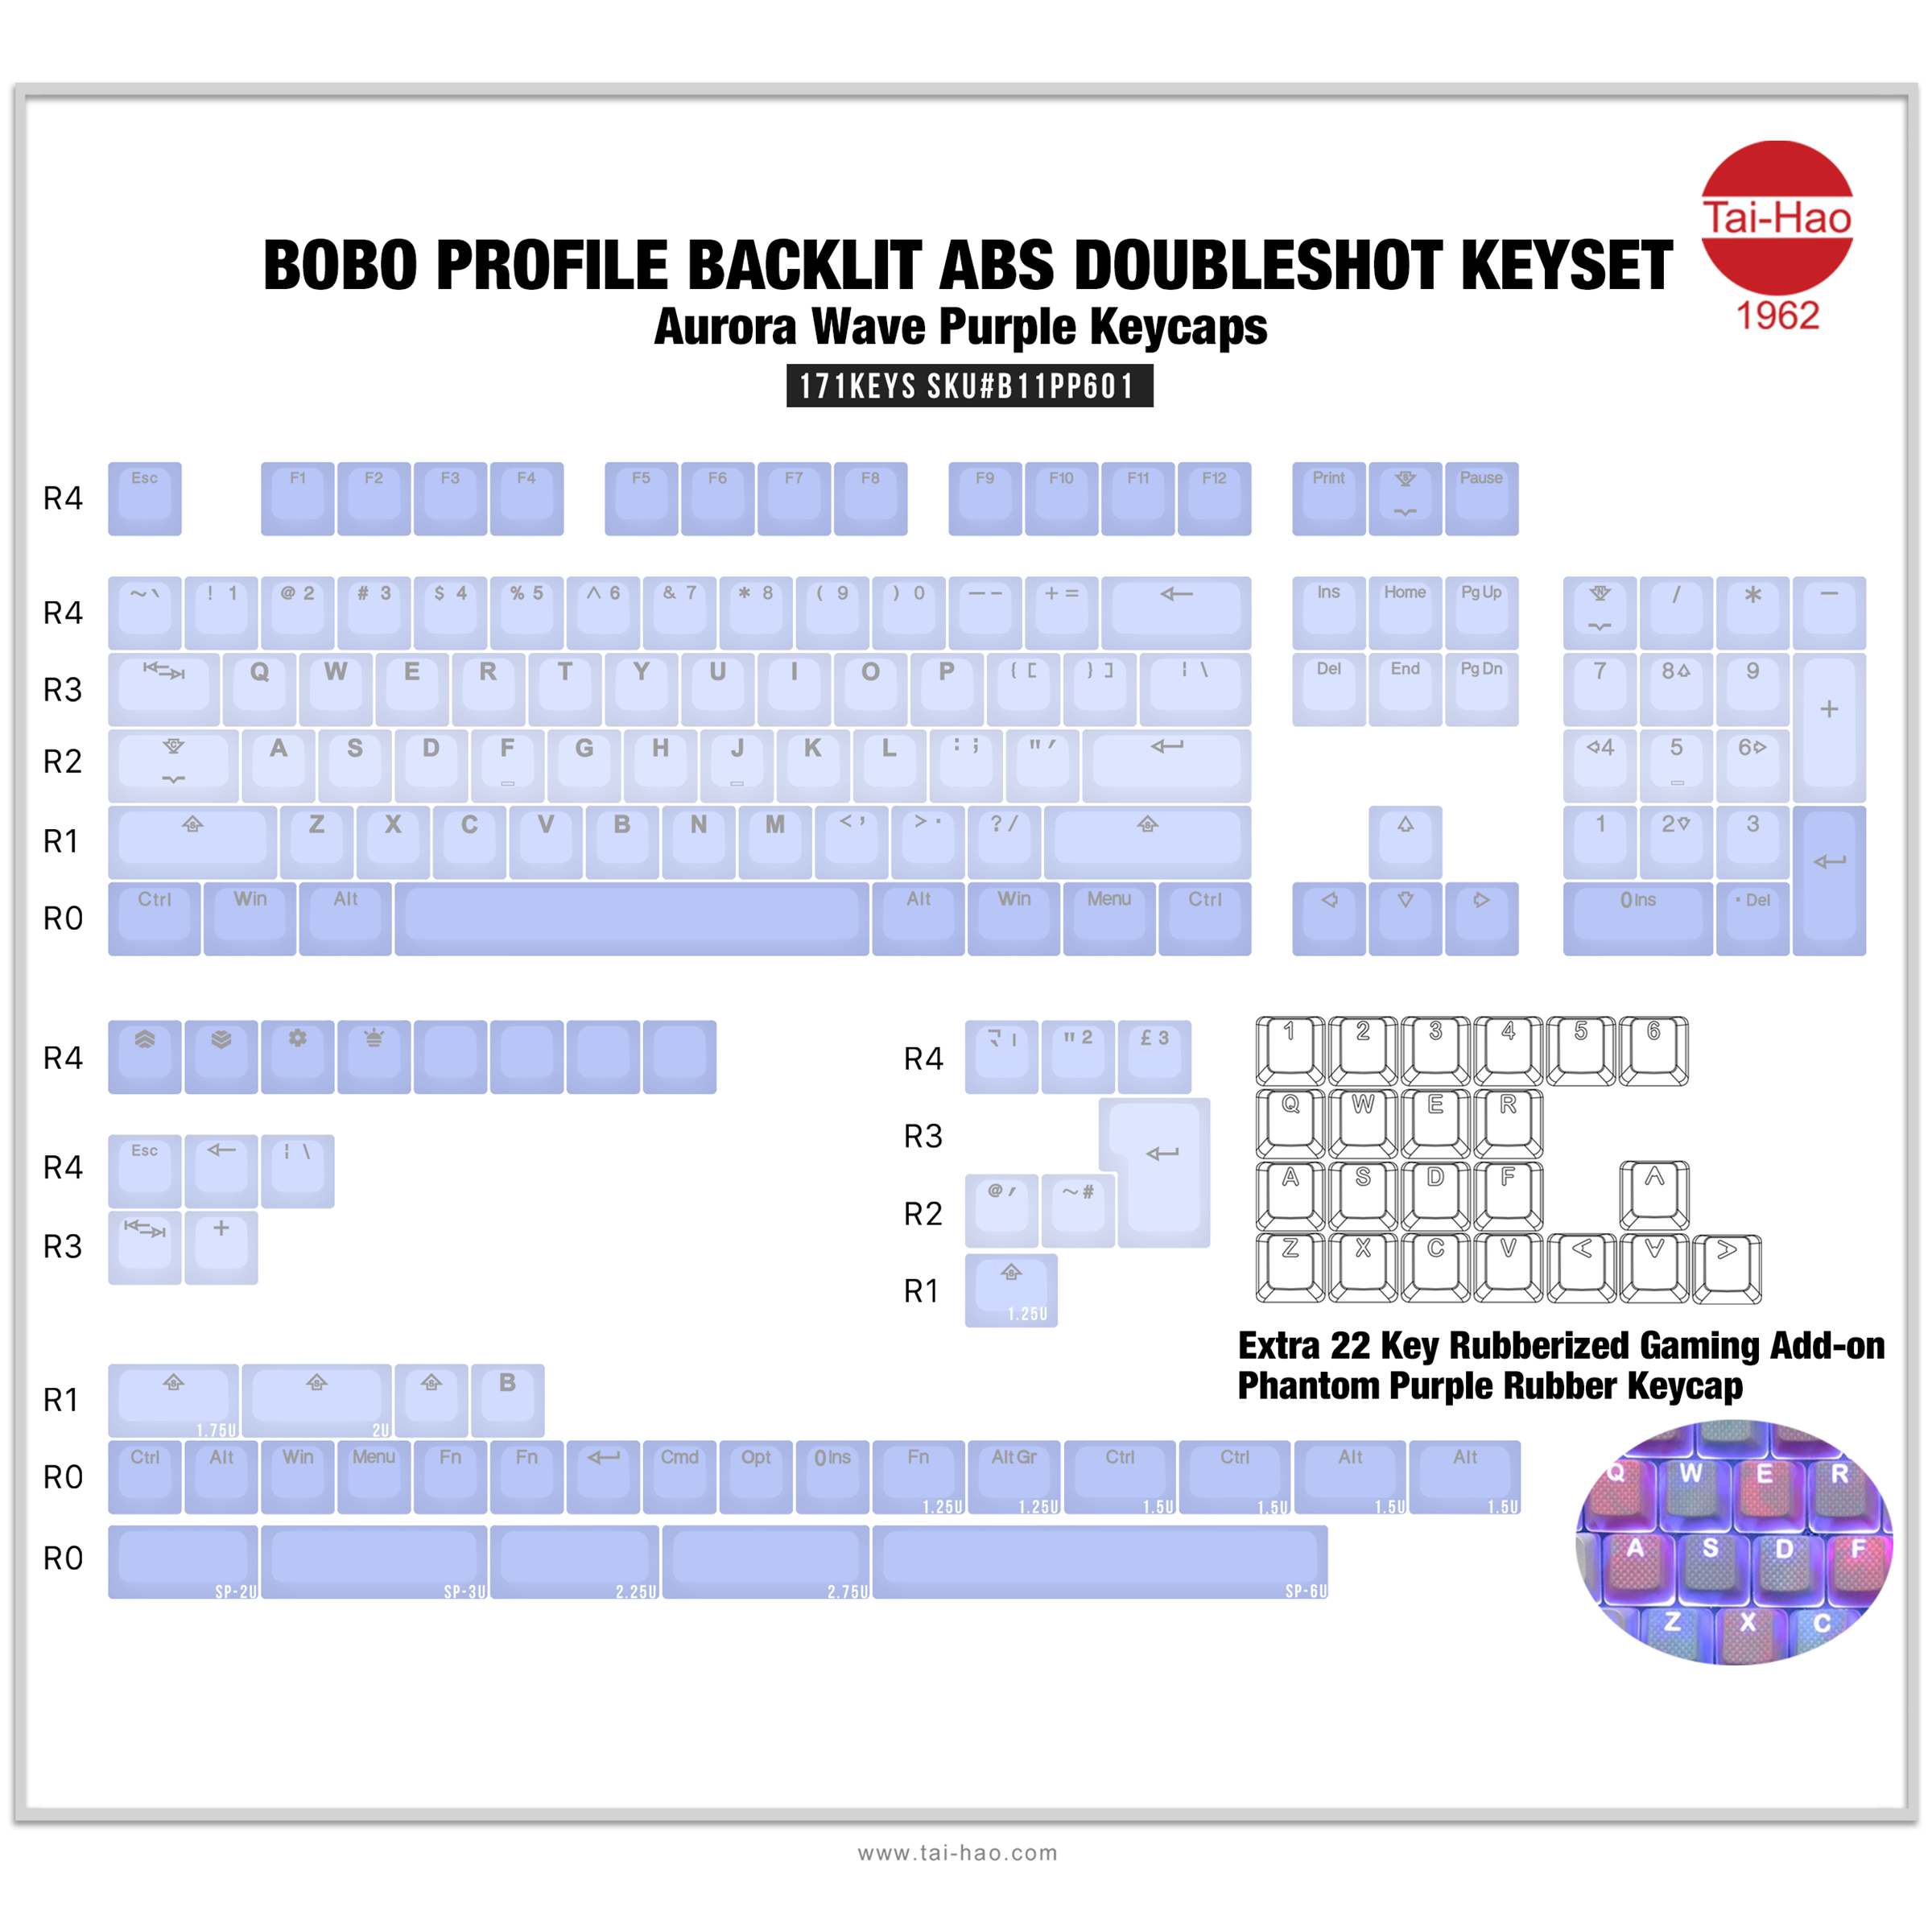 Tai-Hao
1962
BOBO PROFILE BACKLIT ABS DOUBLESHOT KEYSET
Aurora Wave Purple Keycaps
171KEYS SKU#B11PP601
R4 Esc F1 F2 F3 F4 F5 F6 F7 F8 F9 F10 F11 F12 Print Pause
R4 ~ ` ! 1 @ 2 # 3 $ 4 % 5 ^ 6 & 7 * 8 ( 9 ) 0 — – + = ← Ins Home Pg Up / * −
R3 Q W E R T Y U I O P { [ } ] ¦ \ Del End Pg Dn 7 8 9 +
R2 A S D F G H J K L : ; " ' 4 5 6
R1 Z X C V B N M < , > . ? / 1 2 3
R0 Ctrl Win Alt Alt Win Menu Ctrl 0 Ins . Del
R4
R4 Esc ← ¦ \
R3 +
R4 " 2 £ 3
R3
R2 @ ' ~ #
R1 1.25U
1 2 3 4 5 6
Q W E R
A S D F
Z X C V
Extra 22 Key Rubberized Gaming Add-on
Phantom Purple Rubber Keycap
R1 1.75U 2U B
R0 Ctrl Alt Win Menu Fn Fn Cmd Opt 0 Ins Fn 1.25U Alt Gr 1.25U Ctrl 1.5U Ctrl 1.5U Alt 1.5U Alt 1.5U
R0 SP-2U SP-3U 2.25U 2.75U SP-6U
Q W E R
A S D F
Z X C
www.tai-hao.com